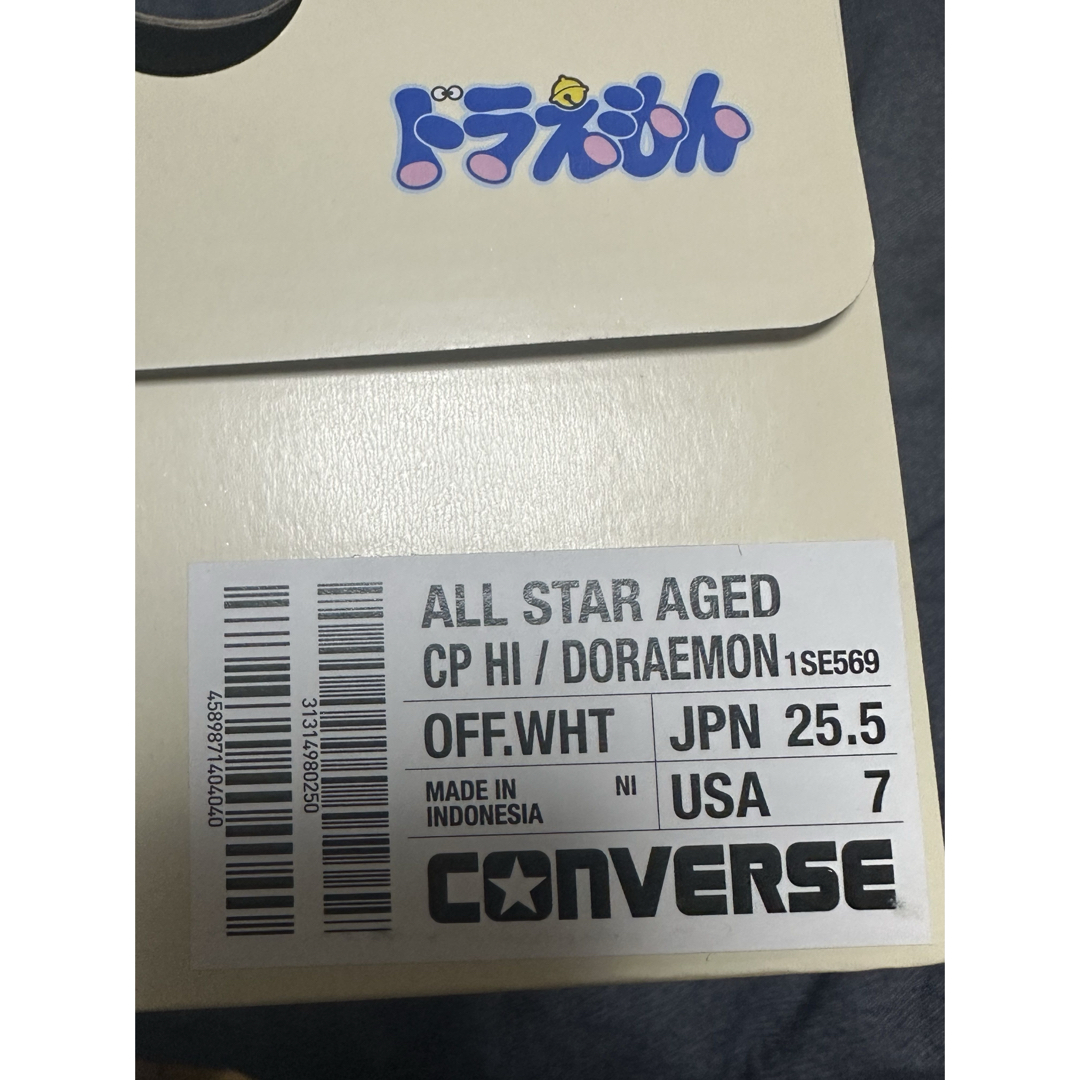 ドラえもん
ALL STAR AGED
CP HI / DORAEMON 1SE569
OFF.WHT
JPN 25.5
MADE IN
INDONESIA
NI
USA 7
CONVERSE
4589871404040
31314980250